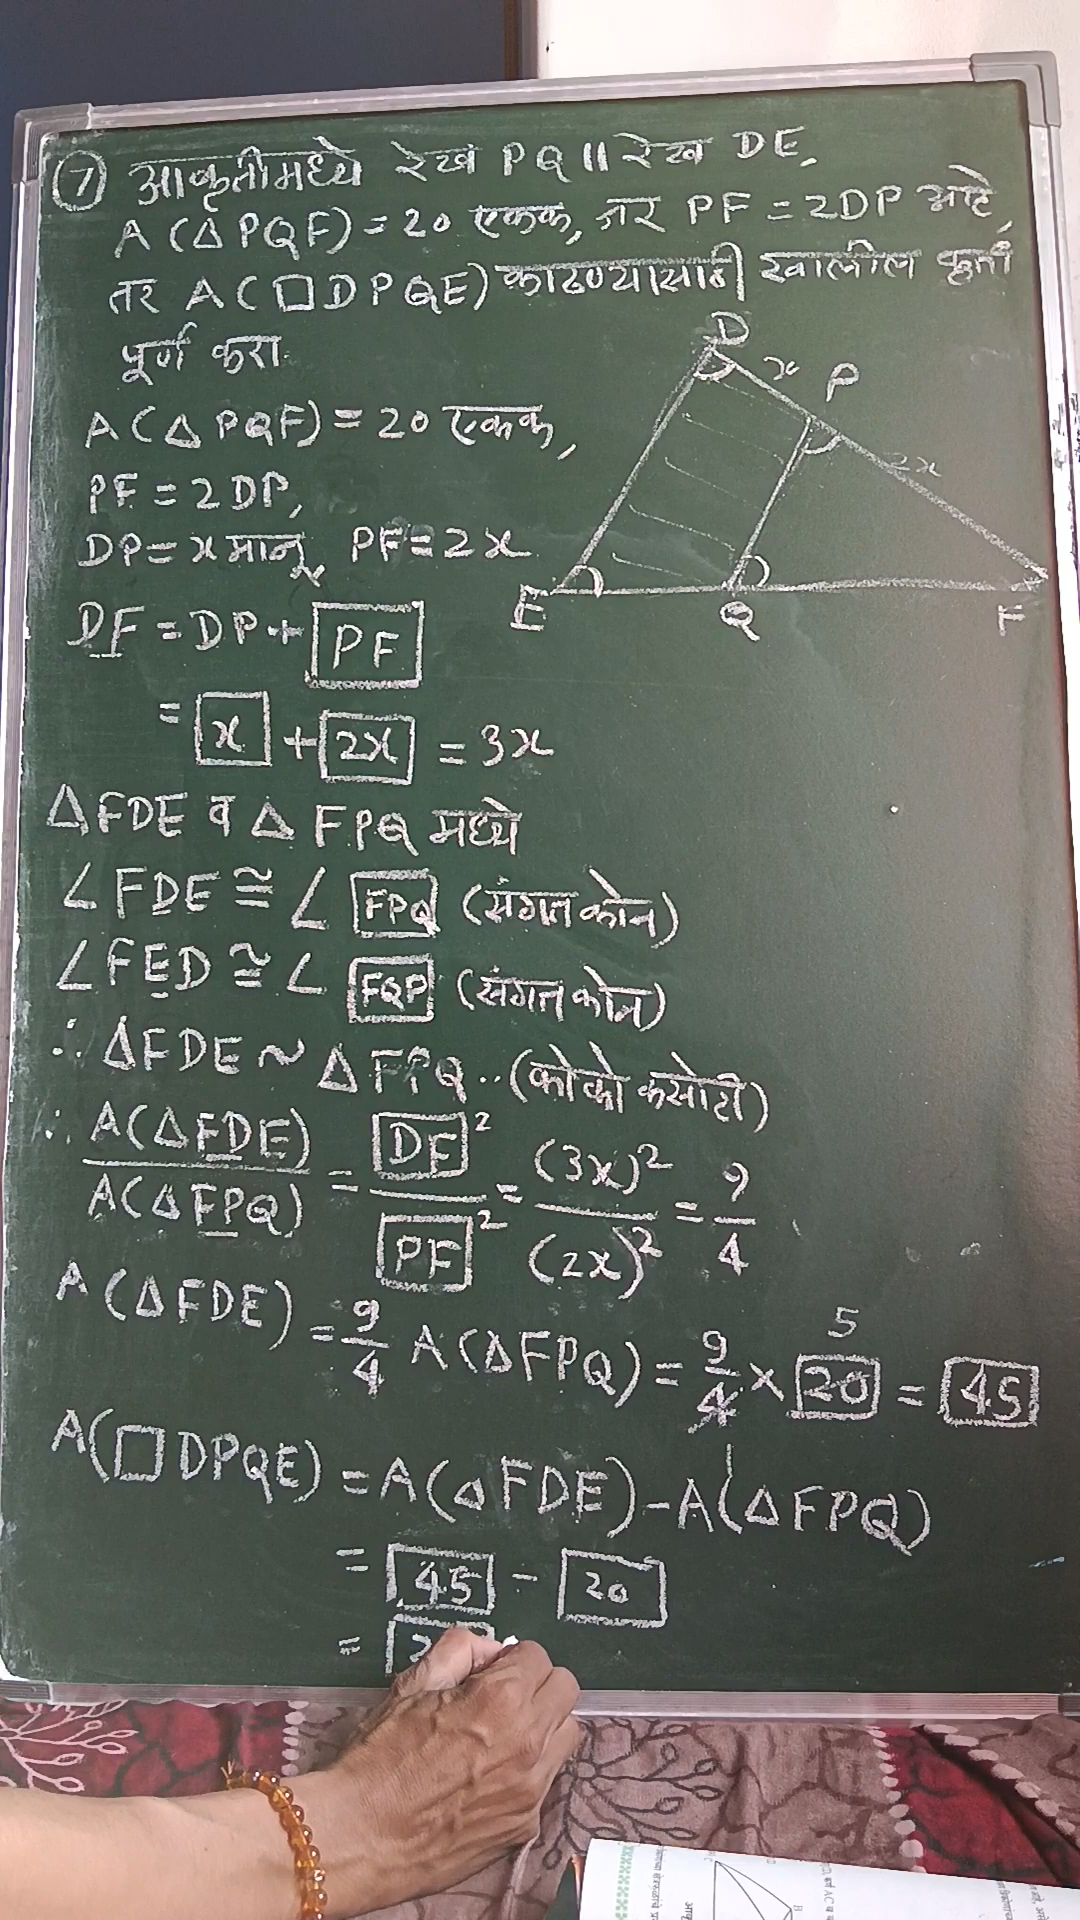 ७ आकृतीमध्ये रेख PQ || रेख DE,
A(△PQF) = 20 एकक, जर PF = 2DP आहे,
तर A(□DPQE) काढण्यासाठी खालील कृती
पूर्ण करा.
D
x P
2x
E Q F
A(△PQF) = 20 एकक,
PF = 2DP,
DP = x मानू, PF = 2x
DF = DP + PF
= x + 2x = 3x
△FDE व △FPQ मध्ये
∠FDE ≅ ∠FPQ (संगत कोन)
∠FED ≅ ∠FQP (संगत कोन)
∴ △FDE ~ △FPQ .. (कोको कसोटी)
∴ A(△FDE)/A(△FPQ) = DF²/PF² = (3x)²/(2x)² = 9/4
A(△FDE) = 9/4 A(△FPQ) = 9/4 × 20 = 45
5
1
A(□DPQE) = A(△FDE) - A(△FPQ)
= 45 - 20
= 2